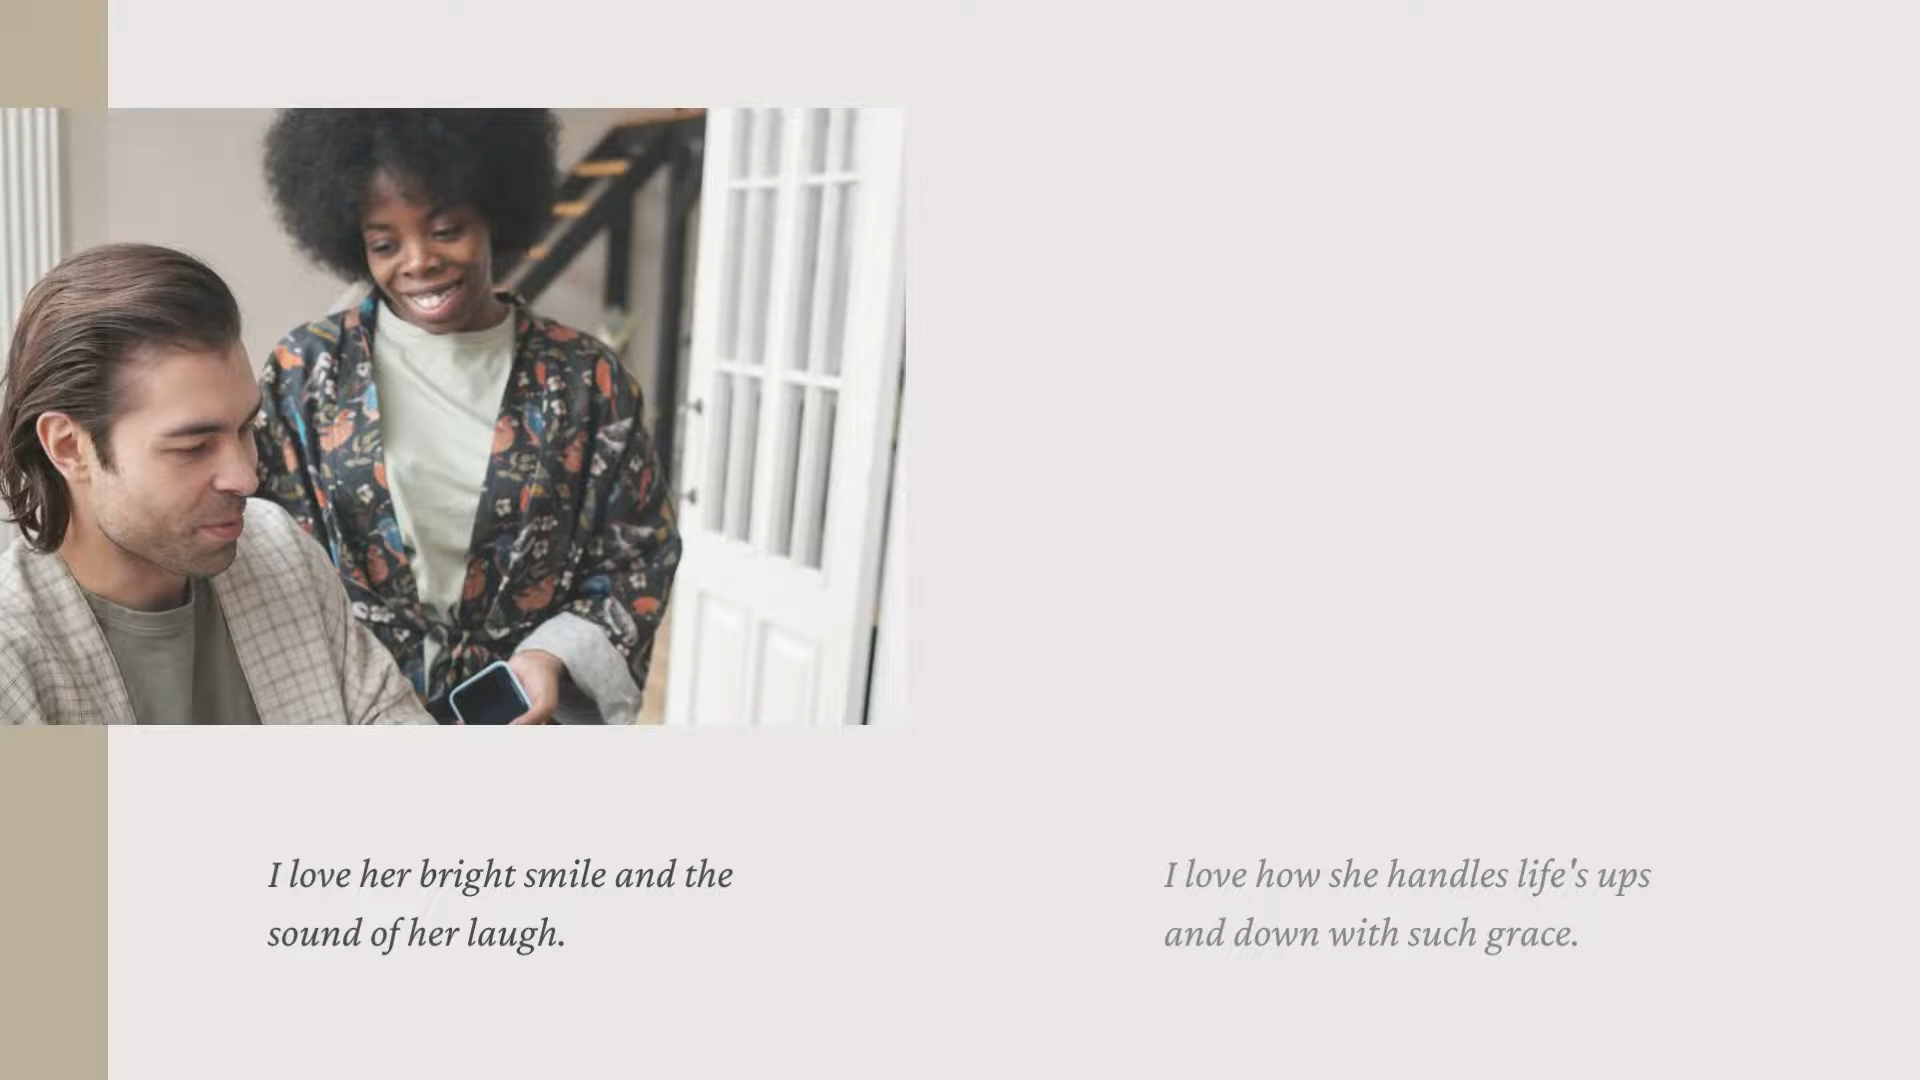 I love her bright smile and the
sound of her laugh.
I love how she handles life's ups
and down with such grace.